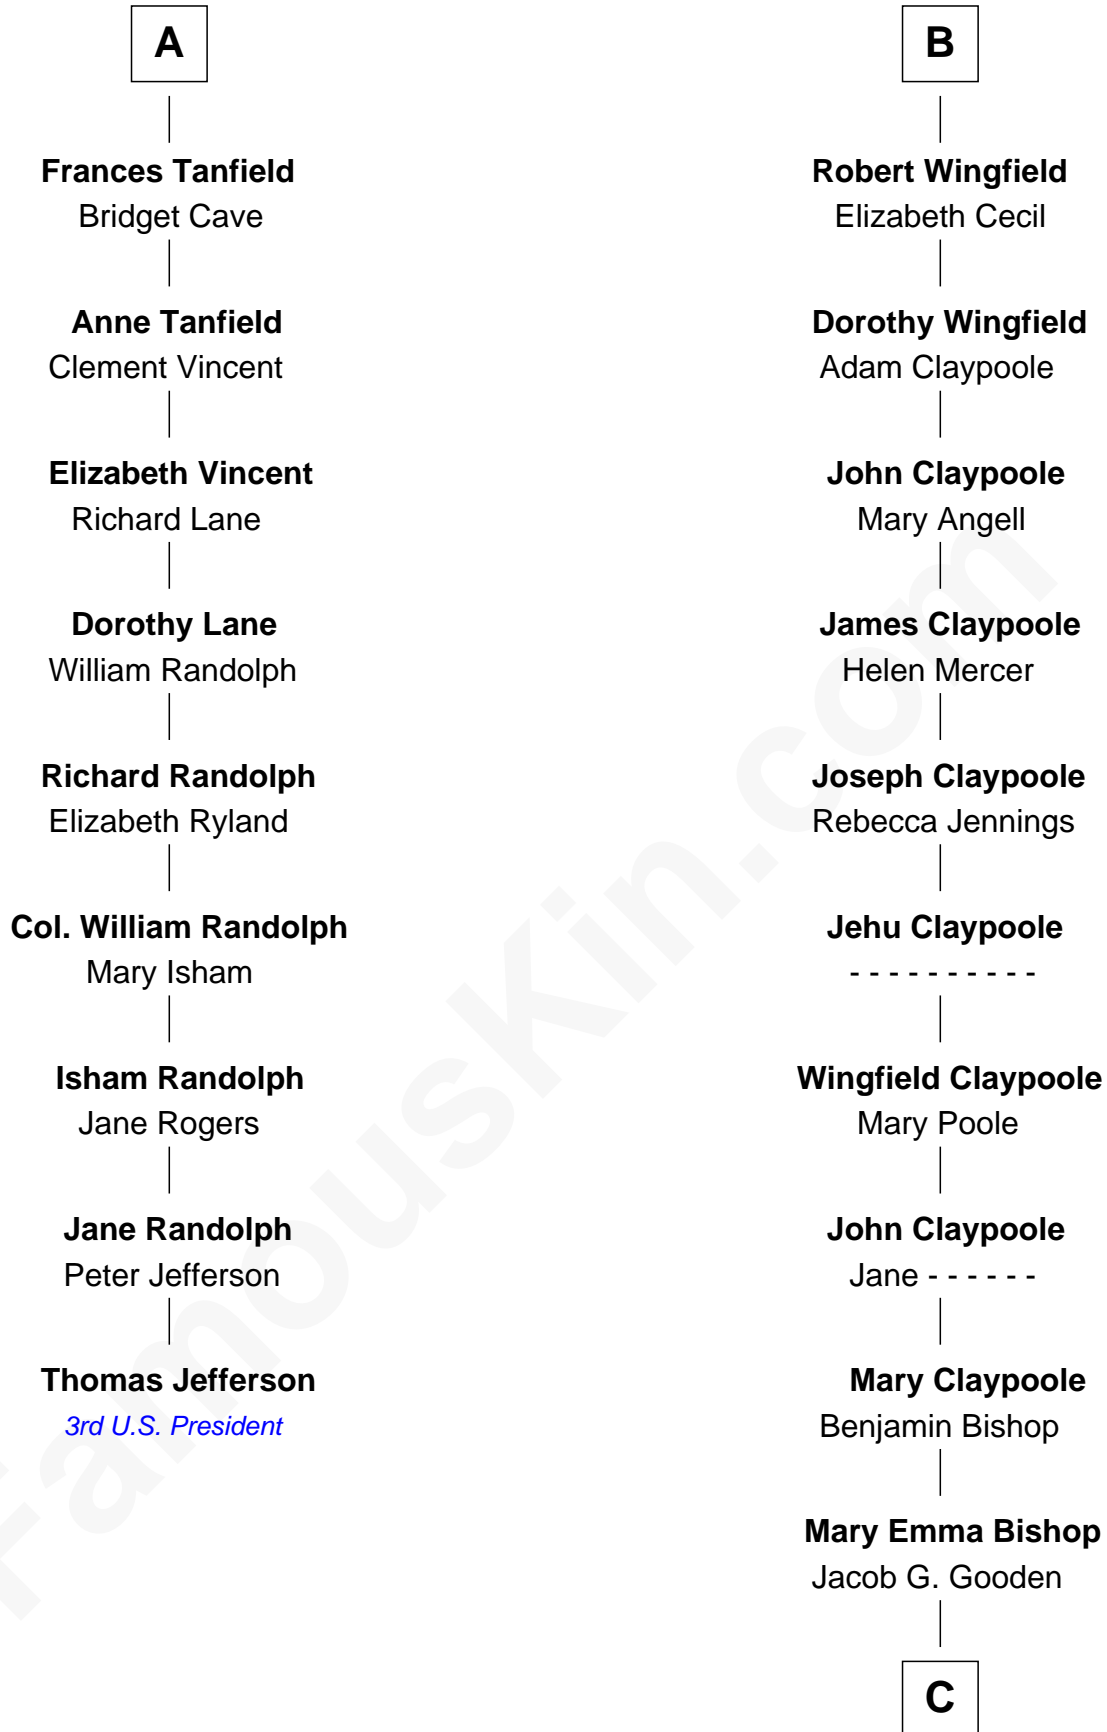 A
Frances Tanfield
Bridget Cave
Anne Tanfield
Clement Vincent
Elizabeth Vincent
Richard Lane
Dorothy Lane
William Randolph
Richard Randolph
Elizabeth Ryland
Col. William Randolph
Mary Isham
Isham Randolph
Jane Rogers
Jane Randolph
Peter Jefferson
Thomas Jefferson
3rd U.S. President
B
Robert Wingfield
Elizabeth Cecil
Dorothy Wingfield
Adam Claypoole
John Claypoole
Mary Angell
James Claypoole
Helen Mercer
Joseph Claypoole
Rebecca Jennings
Jehu Claypoole
- - - - - - - - - -
Wingfield Claypoole
Mary Poole
John Claypoole
Jane - - - - - -
Mary Claypoole
Benjamin Bishop
Mary Emma Bishop
Jacob G. Gooden
C
FamousKin.com